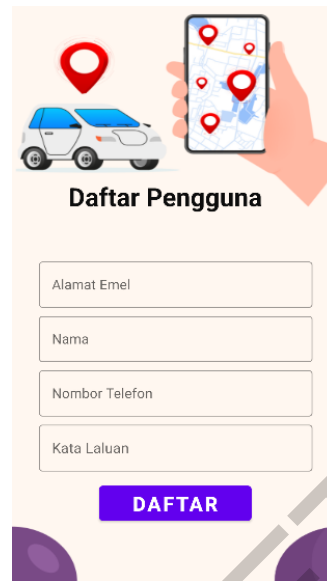 Daftar Pengguna
Alamat Emel
Nama
Nombor Telefon
Kata Laluan
DAFTAR